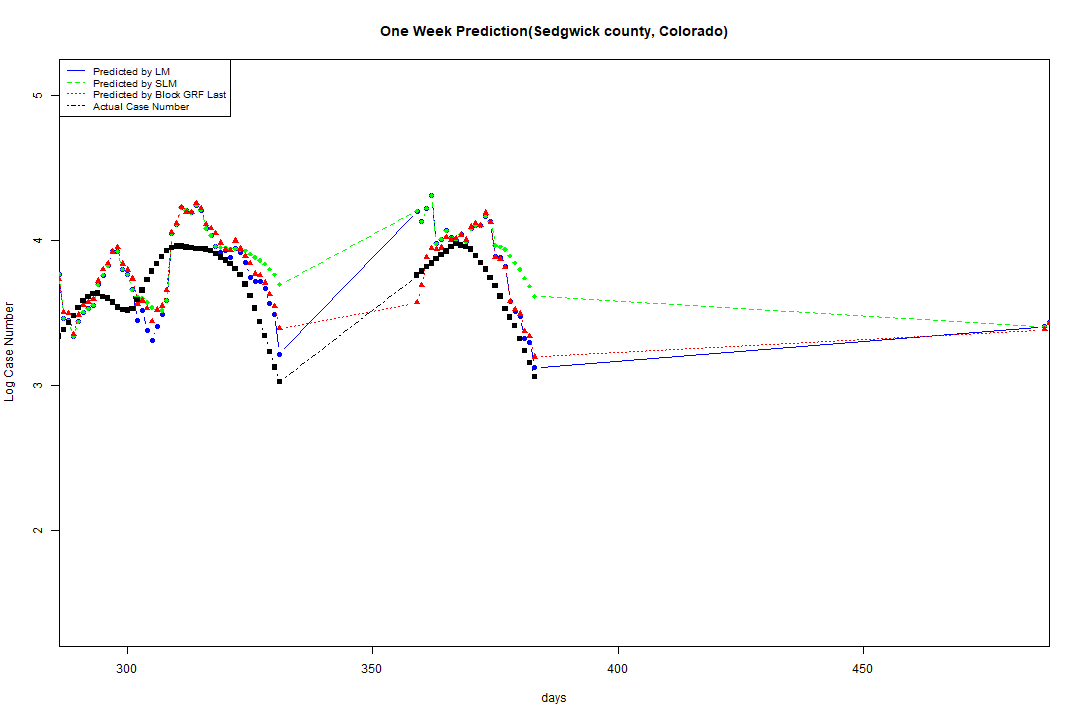 One Week Prediction(Sedgwick county, Colorado)
Predicted by LM
Predicted by SLM
Predicted by Block GRF Last
Actual Case Number
5
4
3
2
Log Case Number
300 350 400 450
days